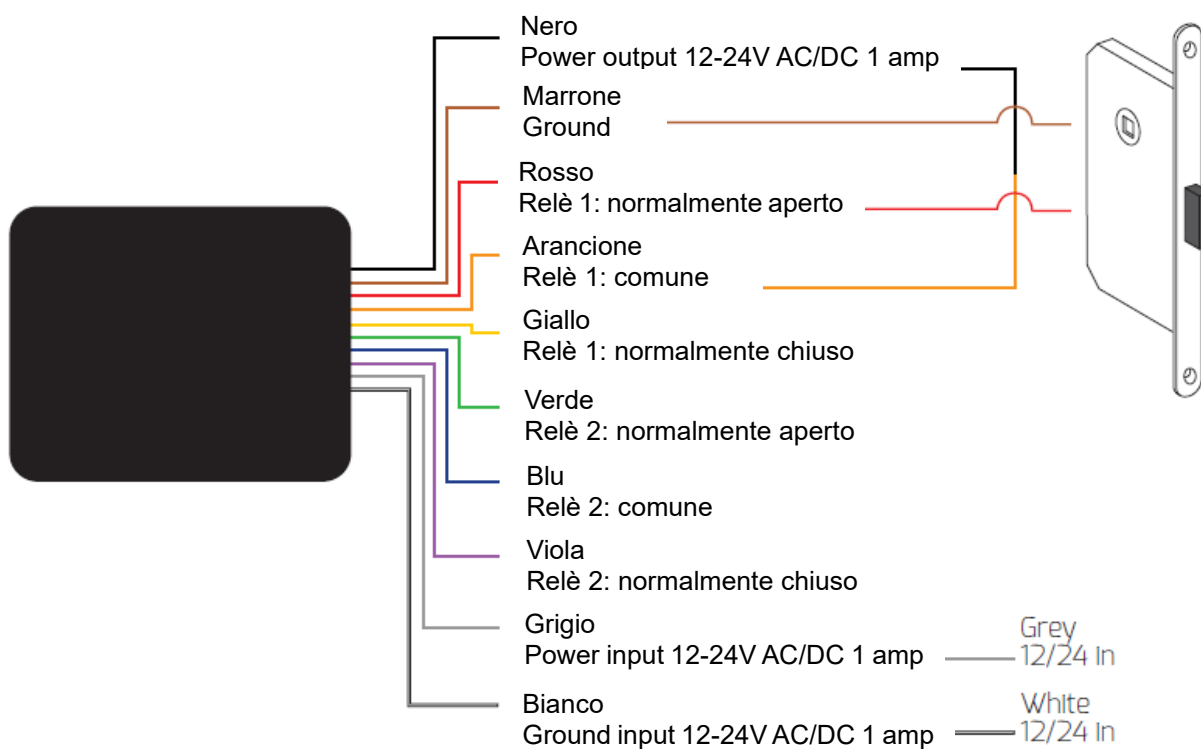 Nero
Power output 12-24V AC/DC 1 amp
Marrone
Ground
Rosso
Relè 1: normalmente aperto
Arancione
Relè 1: comune
Giallo
Relè 1: normalmente chiuso
Verde
Relè 2: normalmente aperto
Blu
Relè 2: comune
Viola
Relè 2: normalmente chiuso
Grigio
Power input 12-24V AC/DC 1 amp
Grey
12/24 In
Bianco
Ground input 12-24V AC/DC 1 amp
White
12/24 In